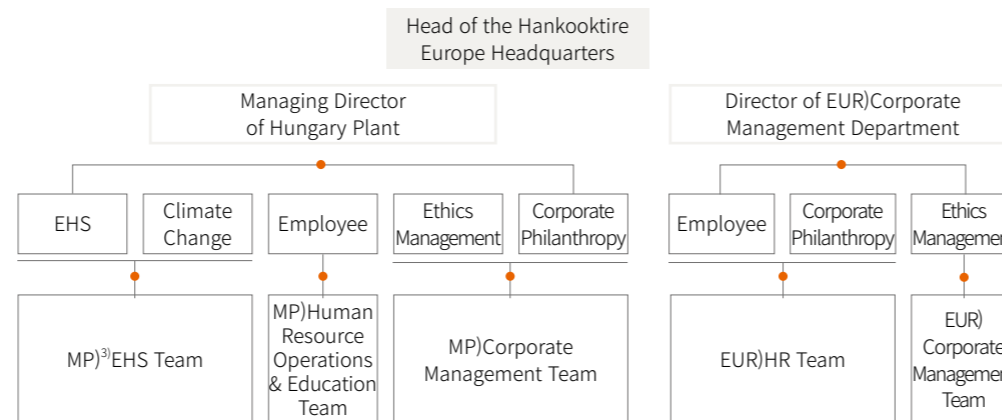 Head of the Hankooktire
Europe Headquarters
Managing Director
of Hungary Plant
Director of EUR)Corporate
Management Department
EHS
Climate
Change
Employee
Ethics
Management
Corporate
Philanthropy
Employee
Corporate
Philanthropy
Ethics
Management
MP)3)EHS Team
MP)Human
Resource
Operations
& Education
Team
MP)Corporate
Management Team
EUR)HR Team
EUR)
Corporate
Management
Team